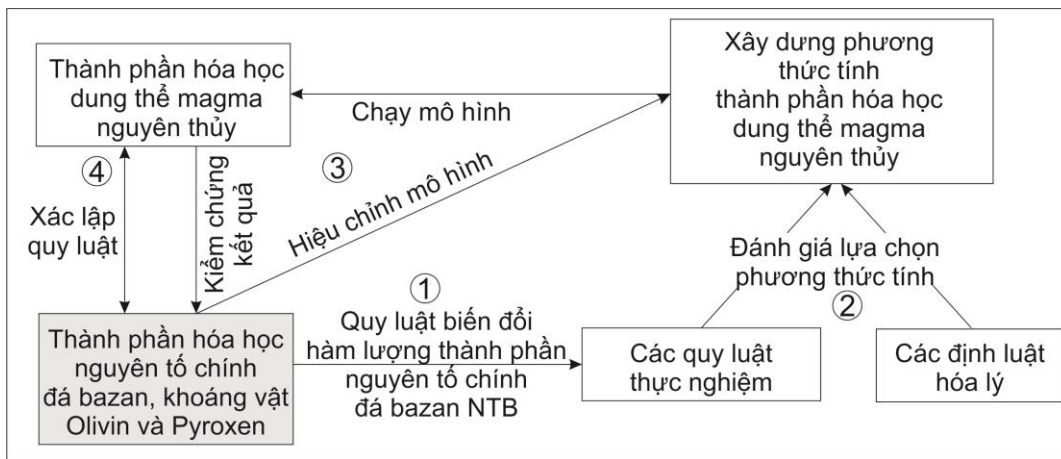 Thành phần hóa học
dung thể magma
nguyên thủy
Chạy mô hình
Xây dưng phương
thức tính
thành phần hóa học
dung thể magma
nguyên thủy
④
③
Xác lập
quy luật
Kiểm chứng
kết quả
Hiệu chỉnh mô hình
Đánh giá lựa chọn
phương thức tính
②
①
Quy luật biến đổi
hàm lượng thành phần
nguyên tố chính
đá bazan NTB
Thành phần hóa học
nguyên tố chính
đá bazan, khoáng vật
Olivin và Pyroxen
Các quy luật
thực nghiệm
Các định luật
hóa lý